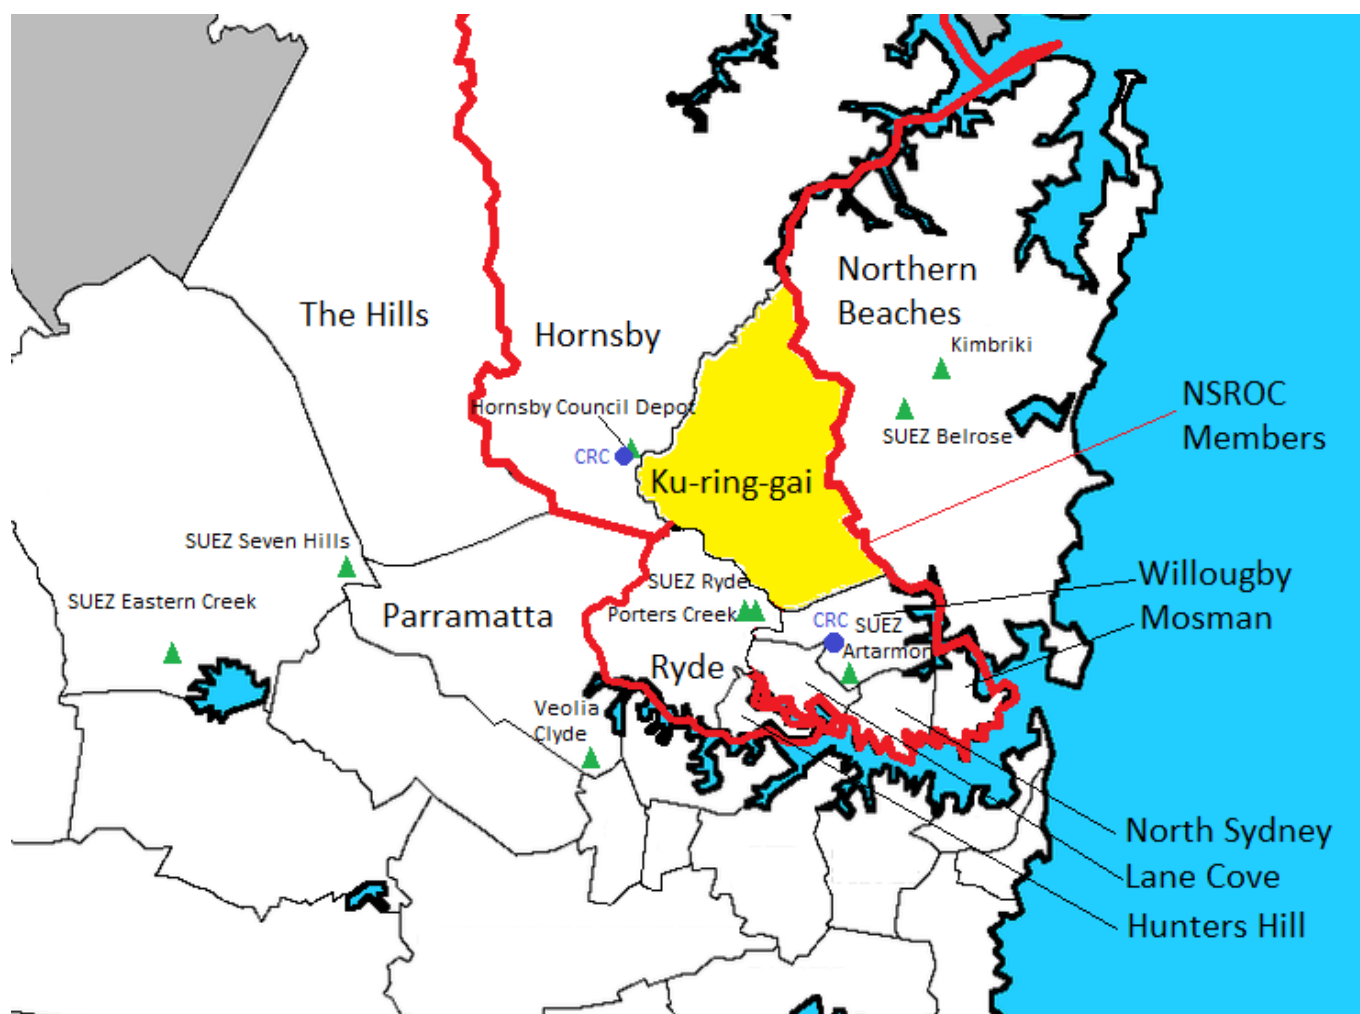 Northern
Beaches
The Hills
Hornsby
Kimbriki
Hornsby Council Depot
SUEZ Belrose
NSROC
Members
CRC
Ku-ring-gai
SUEZ Seven Hills
SUEZ Ryde
Willougby
SUEZ Eastern Creek
Parramatta
Porters Creek
CRC
SUEZ
Artarmon
Mosman
Ryde
Veolia
Clyde
North Sydney
Lane Cove
Hunters Hill